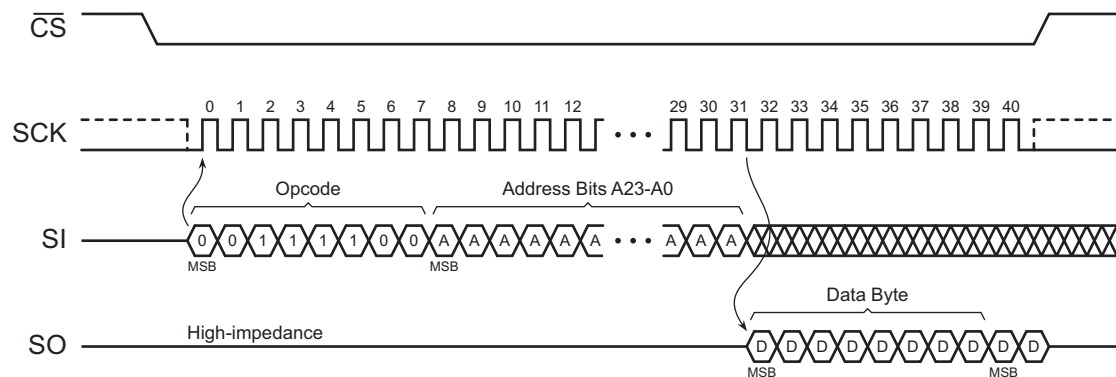 CS
0 1 2 3 4 5 6 7 8 9 10 11 12 29 30 31 32 33 34 35 36 37 38 39 40
SCK
Opcode Address Bits A23-A0
SI 0 0 1 1 1 1 0 0 A A A A A A A A A
MSB MSB
Data Byte
High-impedance
SO D D D D D D D D D D
MSB MSB